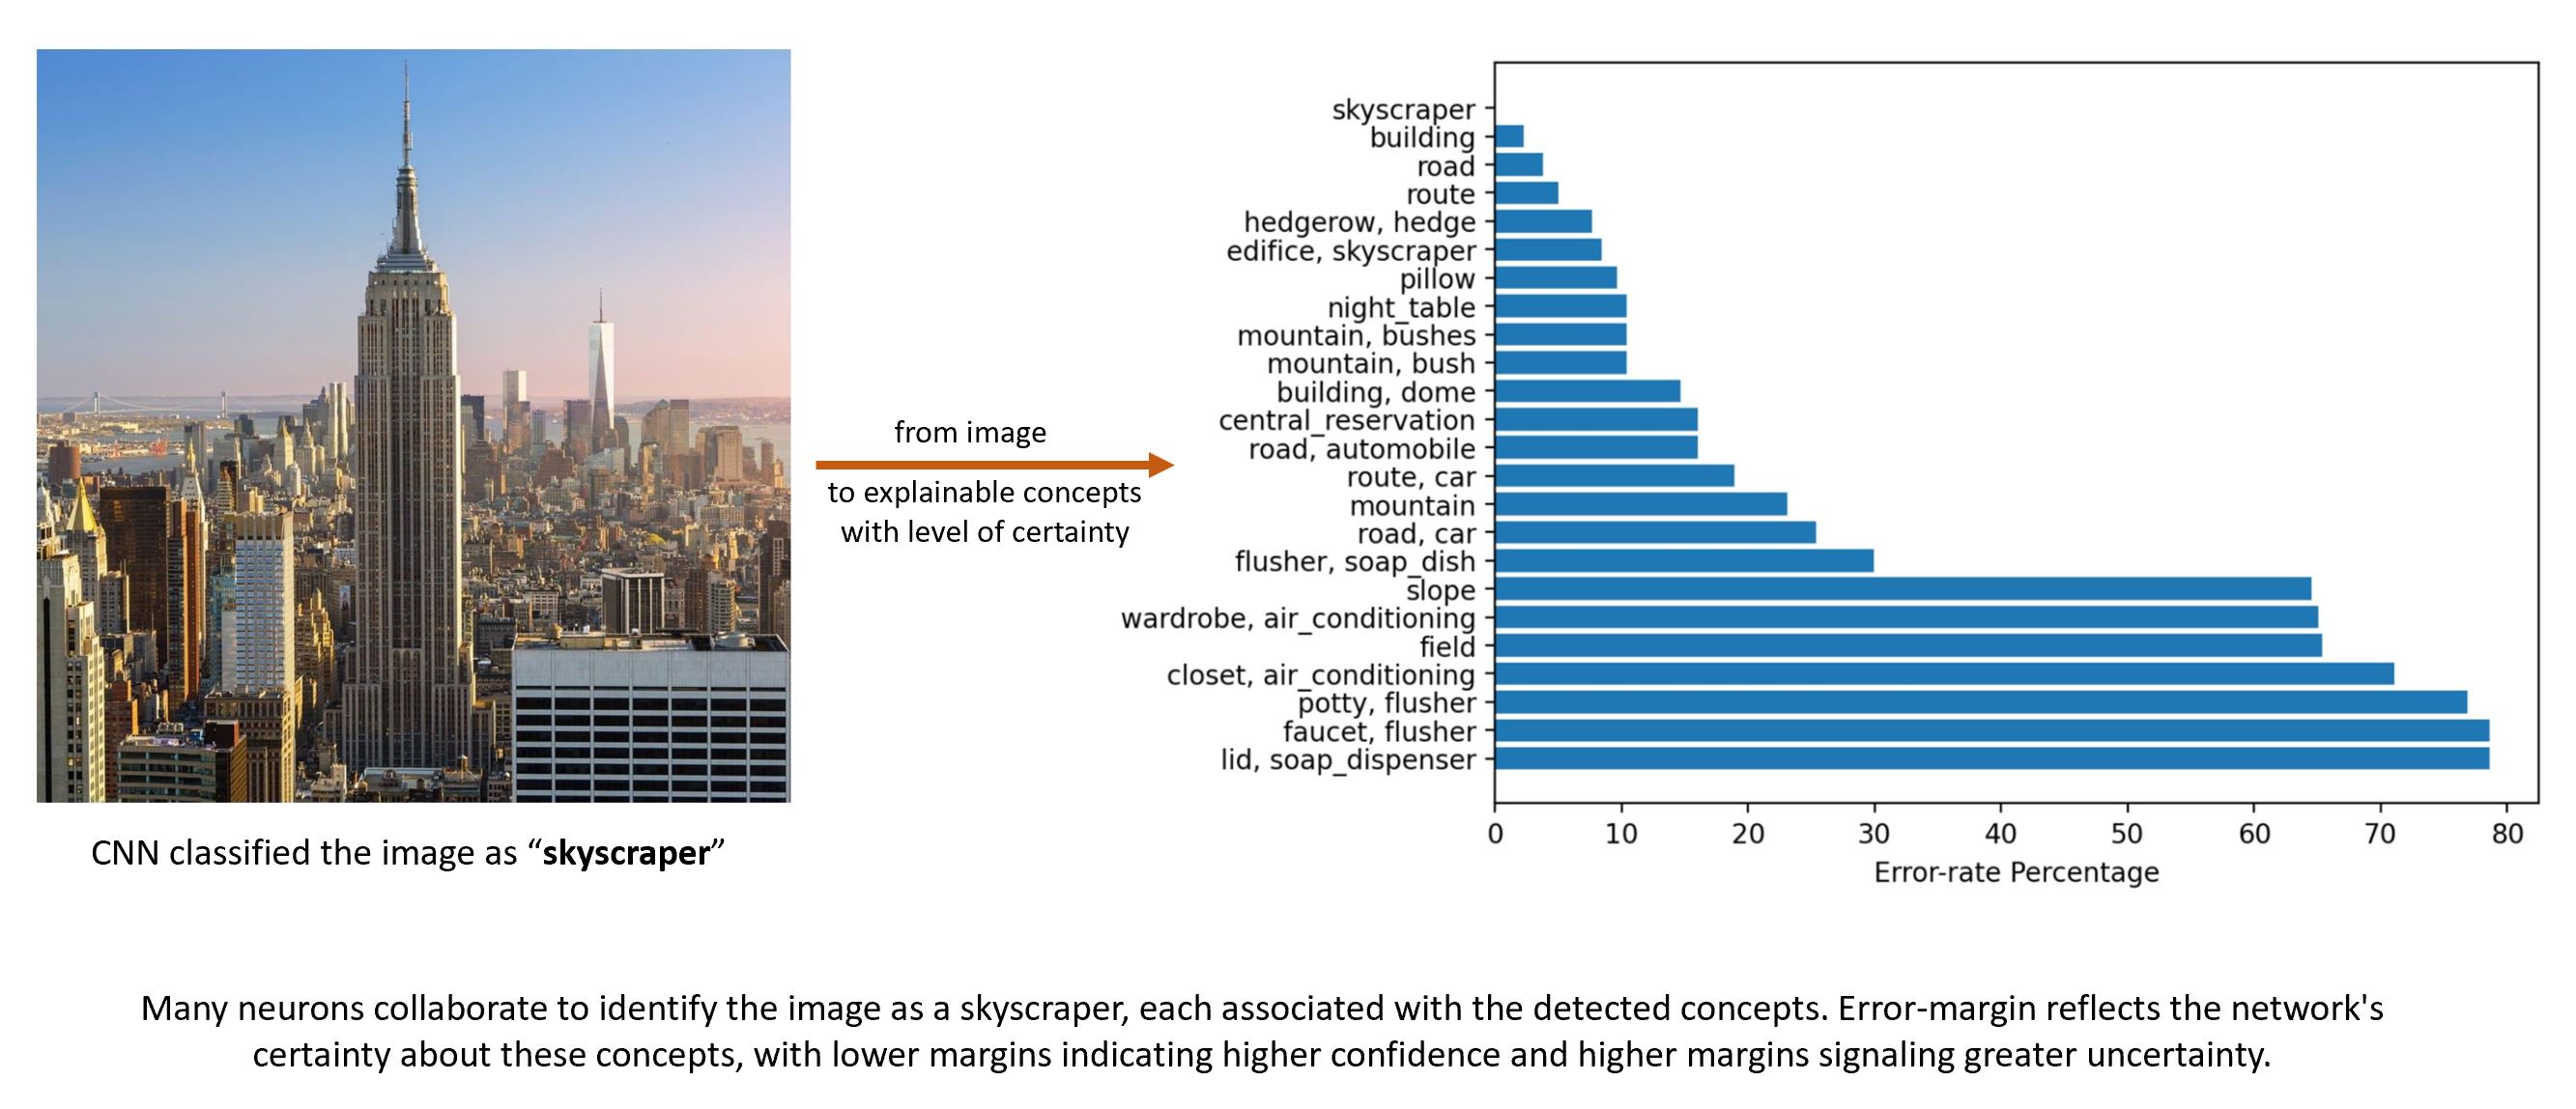 skyscraper
building
road
route
hedgerow, hedge
edifice, skyscraper
pillow
night_table
mountain, bushes
mountain, bush
building, dome
central_reservation
road, automobile
route, car
mountain
road, car
flusher, soap_dish
slope
wardrobe, air_conditioning
field
closet, air_conditioning
potty, flusher
faucet, flusher
lid, soap_dispenser
0 10 20 30 40 50 60 70 80
Error-rate Percentage
from image
to explainable concepts
with level of certainty
CNN classified the image as “skyscraper”
Many neurons collaborate to identify the image as a skyscraper, each associated with the detected concepts. Error-margin reflects the network's
certainty about these concepts, with lower margins indicating higher confidence and higher margins signaling greater uncertainty.